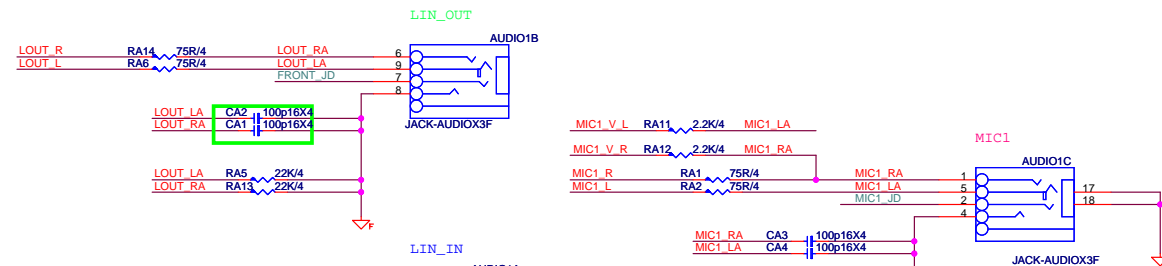 LIN_OUT
AUDIO1B
LOUT_R RA14 75R/4 LOUT_RA 6
LOUT_L RA6 75R/4 LOUT_LA 9
FRONT_JD 7
8
LOUT_LA CA2 100p16X4
LOUT_RA CA1 100p16X4
JACK-AUDIOX3F
LOUT_LA RA5 22K/4
LOUT_RA RA13 22K/4
F
LIN_IN
MIC1_V_L RA11 2.2K/4 MIC1_LA
MIC1_V_R RA12 2.2K/4 MIC1_RA
MIC1
AUDIO1C
MIC1_R RA1 75R/4 MIC1_RA 1
MIC1_L RA2 75R/4 MIC1_LA 5 17
MIC1_JD 2 18
4
MIC1_RA CA3 100p16X4
MIC1_LA CA4 100p16X4
JACK-AUDIOX3F